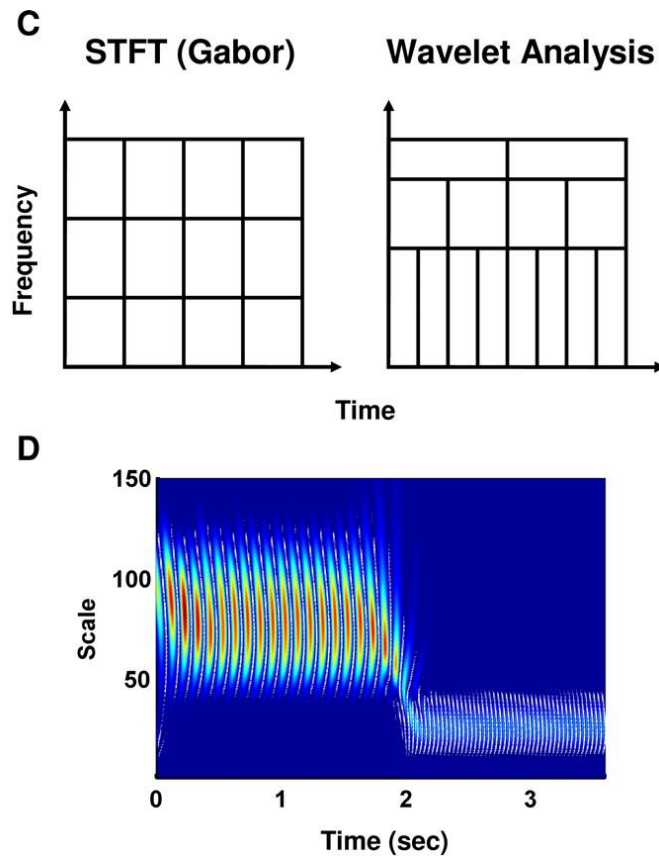 C
STFT (Gabor)
Wavelet Analysis
Frequency
Time
D
150
100
50
Scale
0 1 2 3
Time (sec)